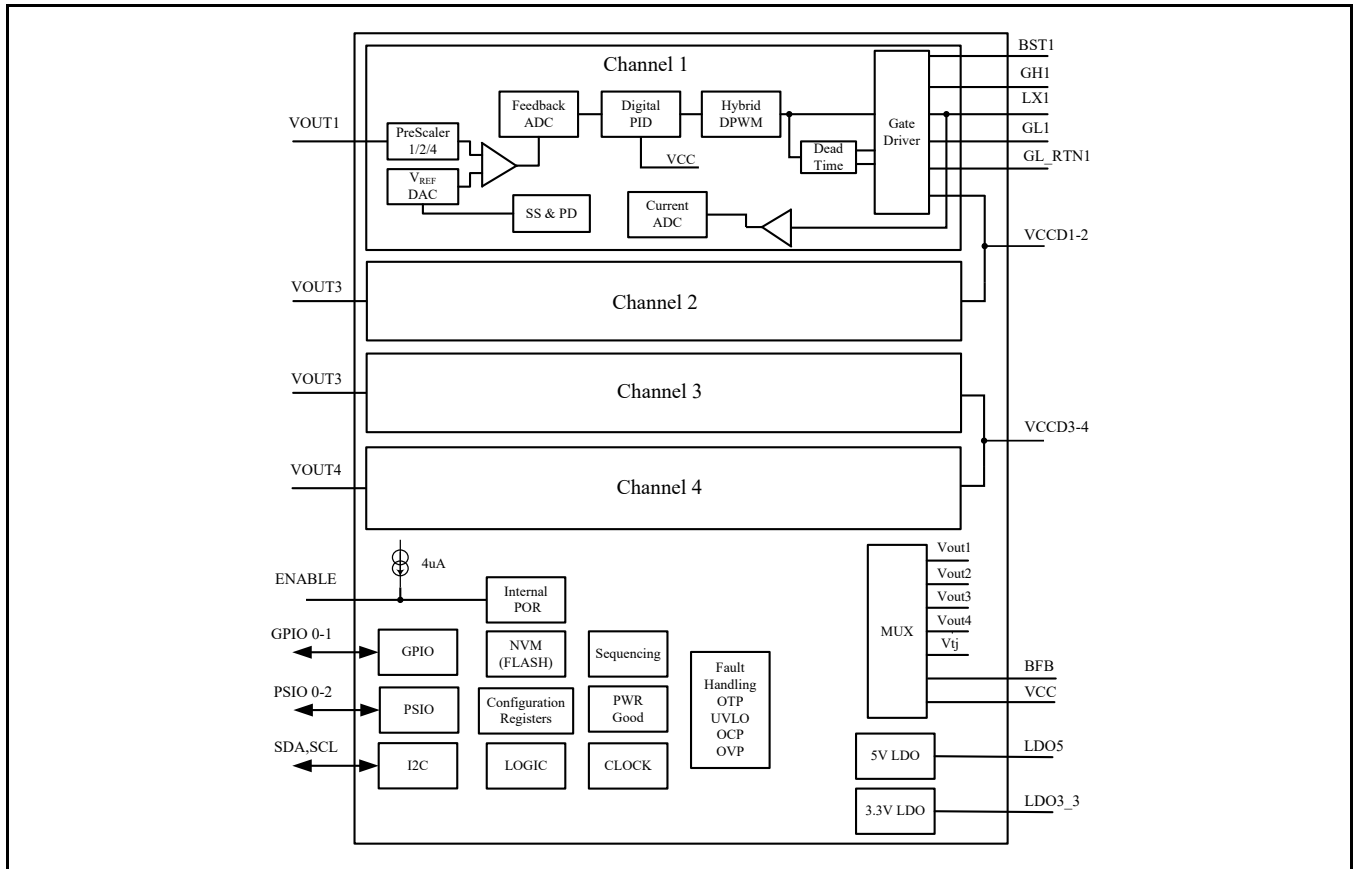 Channel 1
BST1
GH1
LX1
GL1
GL_RTN1
VOUT1
PreScaler
1/2/4
VREF
DAC
Feedback
ADC
Digital
PID
Hybrid
DPWM
VCC
Dead
Time
Gate
Driver
SS & PD
Current
ADC
VCCD1-2
VOUT3
Channel 2
VOUT3
Channel 3
VCCD3-4
VOUT4
Channel 4
4uA
ENABLE
Internal
POR
GPIO 0-1
GPIO
NVM
(FLASH)
Sequencing
PSIO 0-2
PSIO
Configuration
Registers
PWR
Good
SDA,SCL
I2C
LOGIC
CLOCK
Fault
Handling
OTP
UVLO
OCP
OVP
MUX
Vout1
Vout2
Vout3
Vout4
Vtj
BFB
VCC
5V LDO
LDO5
3.3V LDO
LDO3_3